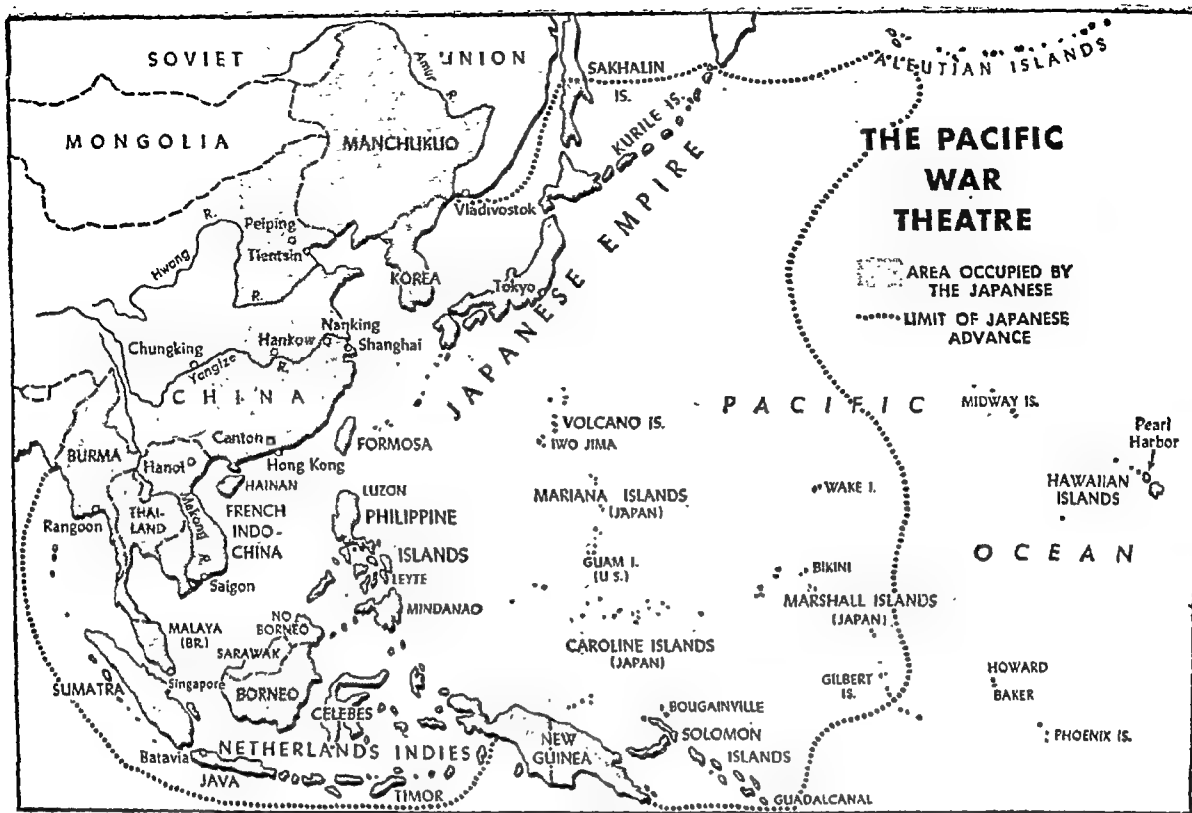 SOVIET UNION
Amur R.
SAKHALIN
IS.
ALEUTIAN ISLANDS
MONGOLIA
MANCHUKUO
KURILE IS.
THE PACIFIC
WAR
THEATRE
Vladivostok
R.
Peiping
Tientsin
Hwang
R.
KOREA
Tokyo
JAPANESE EMPIRE
AREA OCCUPIED BY
THE JAPANESE
LIMIT OF JAPANESE
ADVANCE
Nanking
Hankow
Shanghai
Chungking
Yangtze
R.
CHINA
PACIFIC
MIDWAY IS.
VOLCANO IS.
IWO JIMA
Pearl
Harbor
Canton
FORMOSA
BURMA
Hanoi
Hong Kong
HAINAN
HAWAIIAN
ISLANDS
LUZON
MARIANA ISLANDS
(JAPAN)
WAKE I.
Rangoon
THAI-
LAND
Mekong
R.
FRENCH
INDO-
CHINA
PHILIPPINE
ISLANDS
OCEAN
GUAM I.
(U S.)
BIKINI
Saigon
LEYTE
MINDANAO
MARSHALL ISLANDS
(JAPAN)
NO
BORNEO
MALAYA
(BR.)
CAROLINE ISLANDS
(JAPAN)
SARAWAK
Singapore
SUMATRA
BORNEO
CELEBES
GILBERT
IS.
HOWARD
BAKER
BOUGAINVILLE
SOLOMON
ISLANDS
NEW
GUINEA
PHOENIX IS.
Batavia
NETHERLANDS INDIES
JAVA
TIMOR
GUADALCANAL